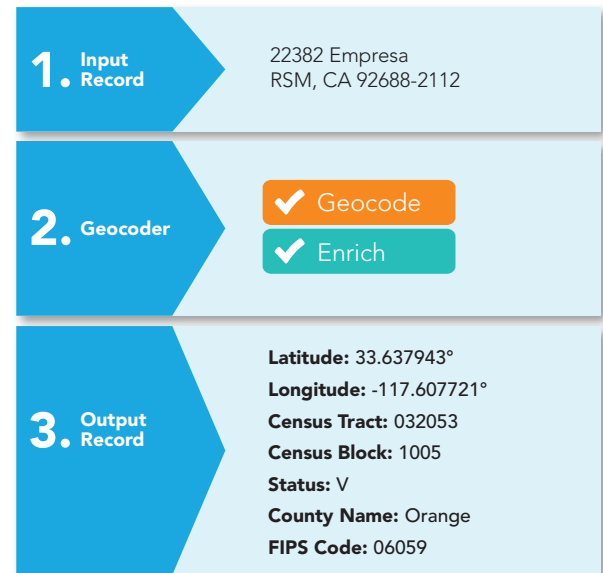 1. Input
Record
22382 Empresa
RSM, CA 92688-2112
2. Geocoder
Geocode
Enrich
3. Output
Record
Latitude: 33.637943°
Longitude: -117.607721°
Census Tract: 032053
Census Block: 1005
Status: V
County Name: Orange
FIPS Code: 06059